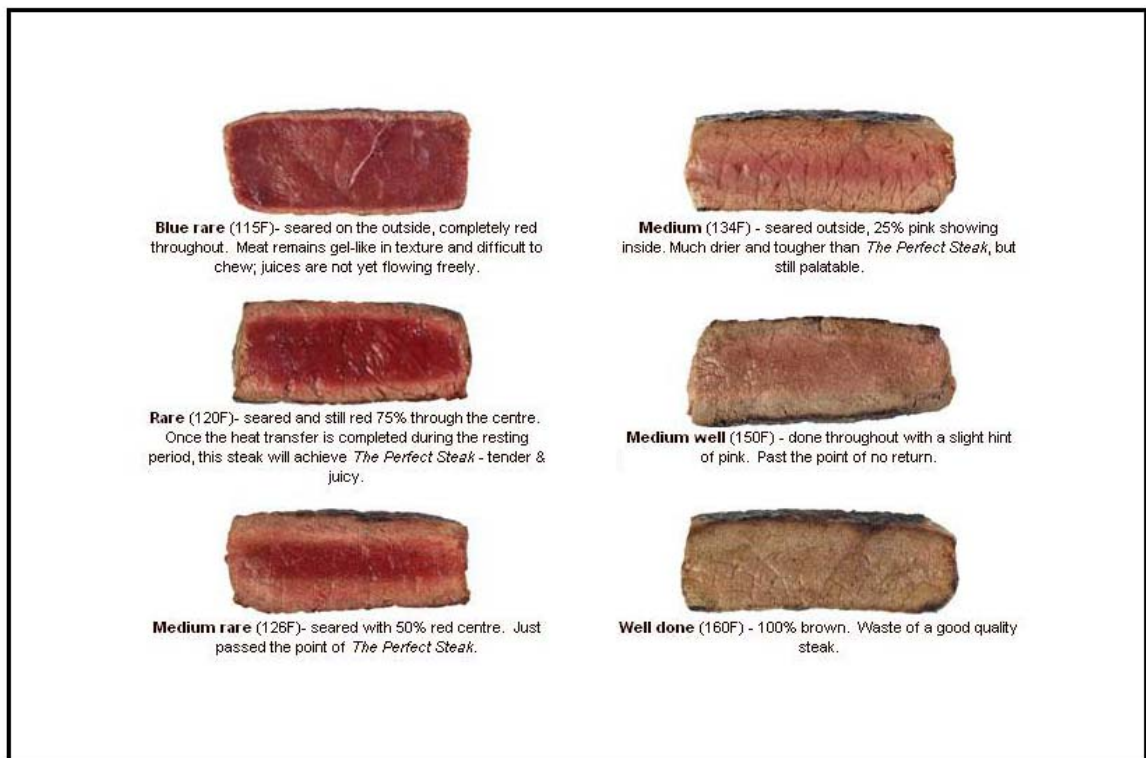 Blue rare (115F)- seared on the outside, completely red
throughout. Meat remains gel-like in texture and difficult to
chew; juices are not yet flowing freely.
Rare (120F)- seared and still red 75% through the centre.
Once the heat transfer is completed during the resting
period, this steak will achieve The Perfect Steak - tender &
juicy.
Medium rare (126F)- seared with 50% red centre. Just
passed the point of The Perfect Steak.
Medium (134F) - seared outside, 25% pink showing
inside. Much drier and tougher than The Perfect Steak, but
still palatable.
Medium well (150F) - done throughout with a slight hint
of pink. Past the point of no return.
Well done (160F) - 100% brown. Waste of a good quality
steak.